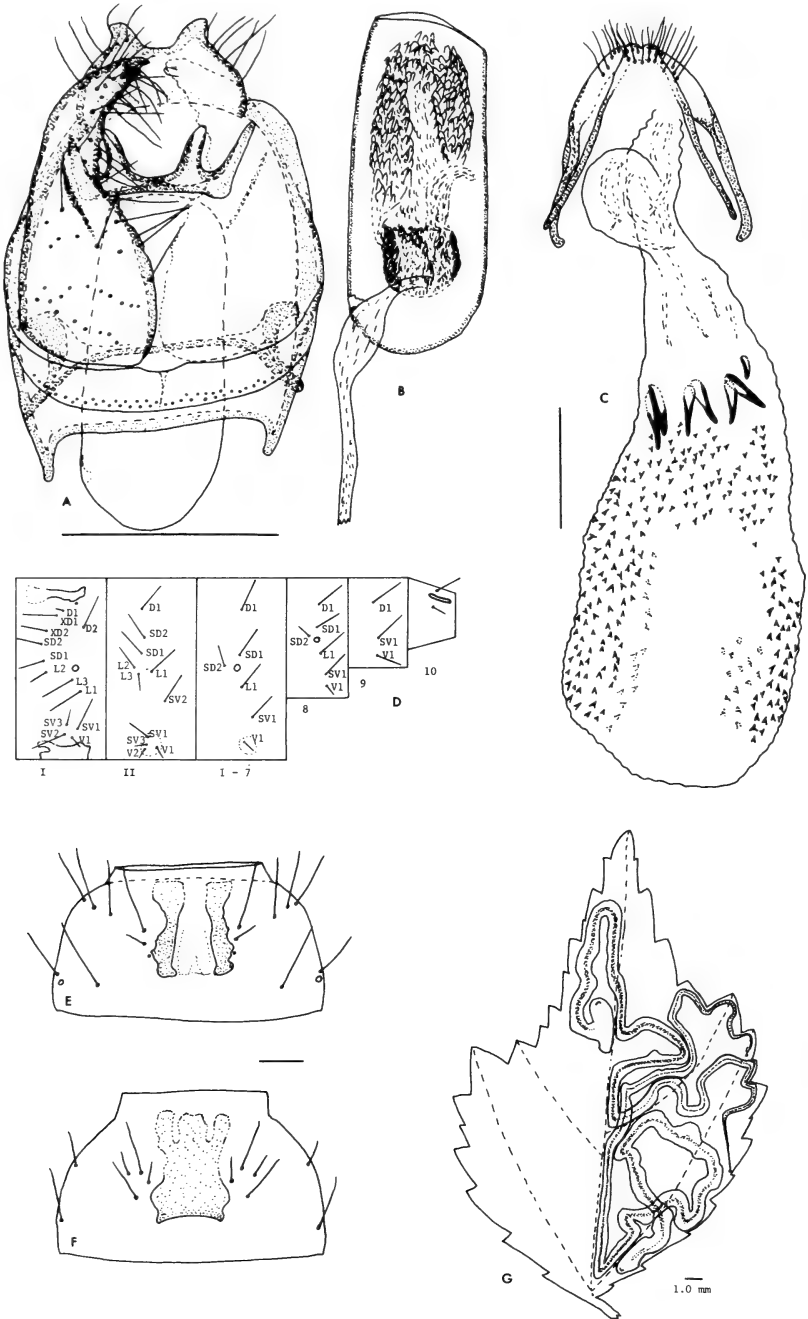 A
B
C
D1
XD1
D2
XD2
SD2
SD1
L2
L3
L1
SV3
SV2
SV1
V1
I
D1
SD2
SD1
L2
L3
L1
SV2
SV1
SV3
V2
V1
II
D1
SD1
SD2
L1
SV1
V1
I - 7
D1
SD1
SD2
L1
SV1
V1
8
D1
SV1
V1
9
10
D
E
F
G
1.0 mm